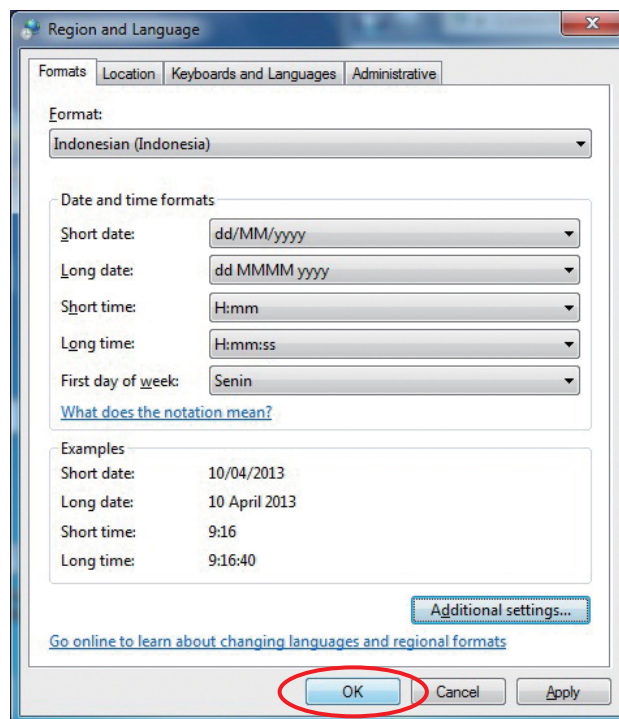 Region and Language
Formats Location Keyboards and Languages Administrative
Format:
Indonesian (Indonesia)
Date and time formats
Short date: dd/MM/yyyy
Long date: dd MMMM yyyy
Short time: H:mm
Long time: H:mm:ss
First day of week: Senin
What does the notation mean?
Examples
Short date: 10/04/2013
Long date: 10 April 2013
Short time: 9:16
Long time: 9:16:40
Additional settings...
Go online to learn about changing languages and regional formats
OK Cancel Apply